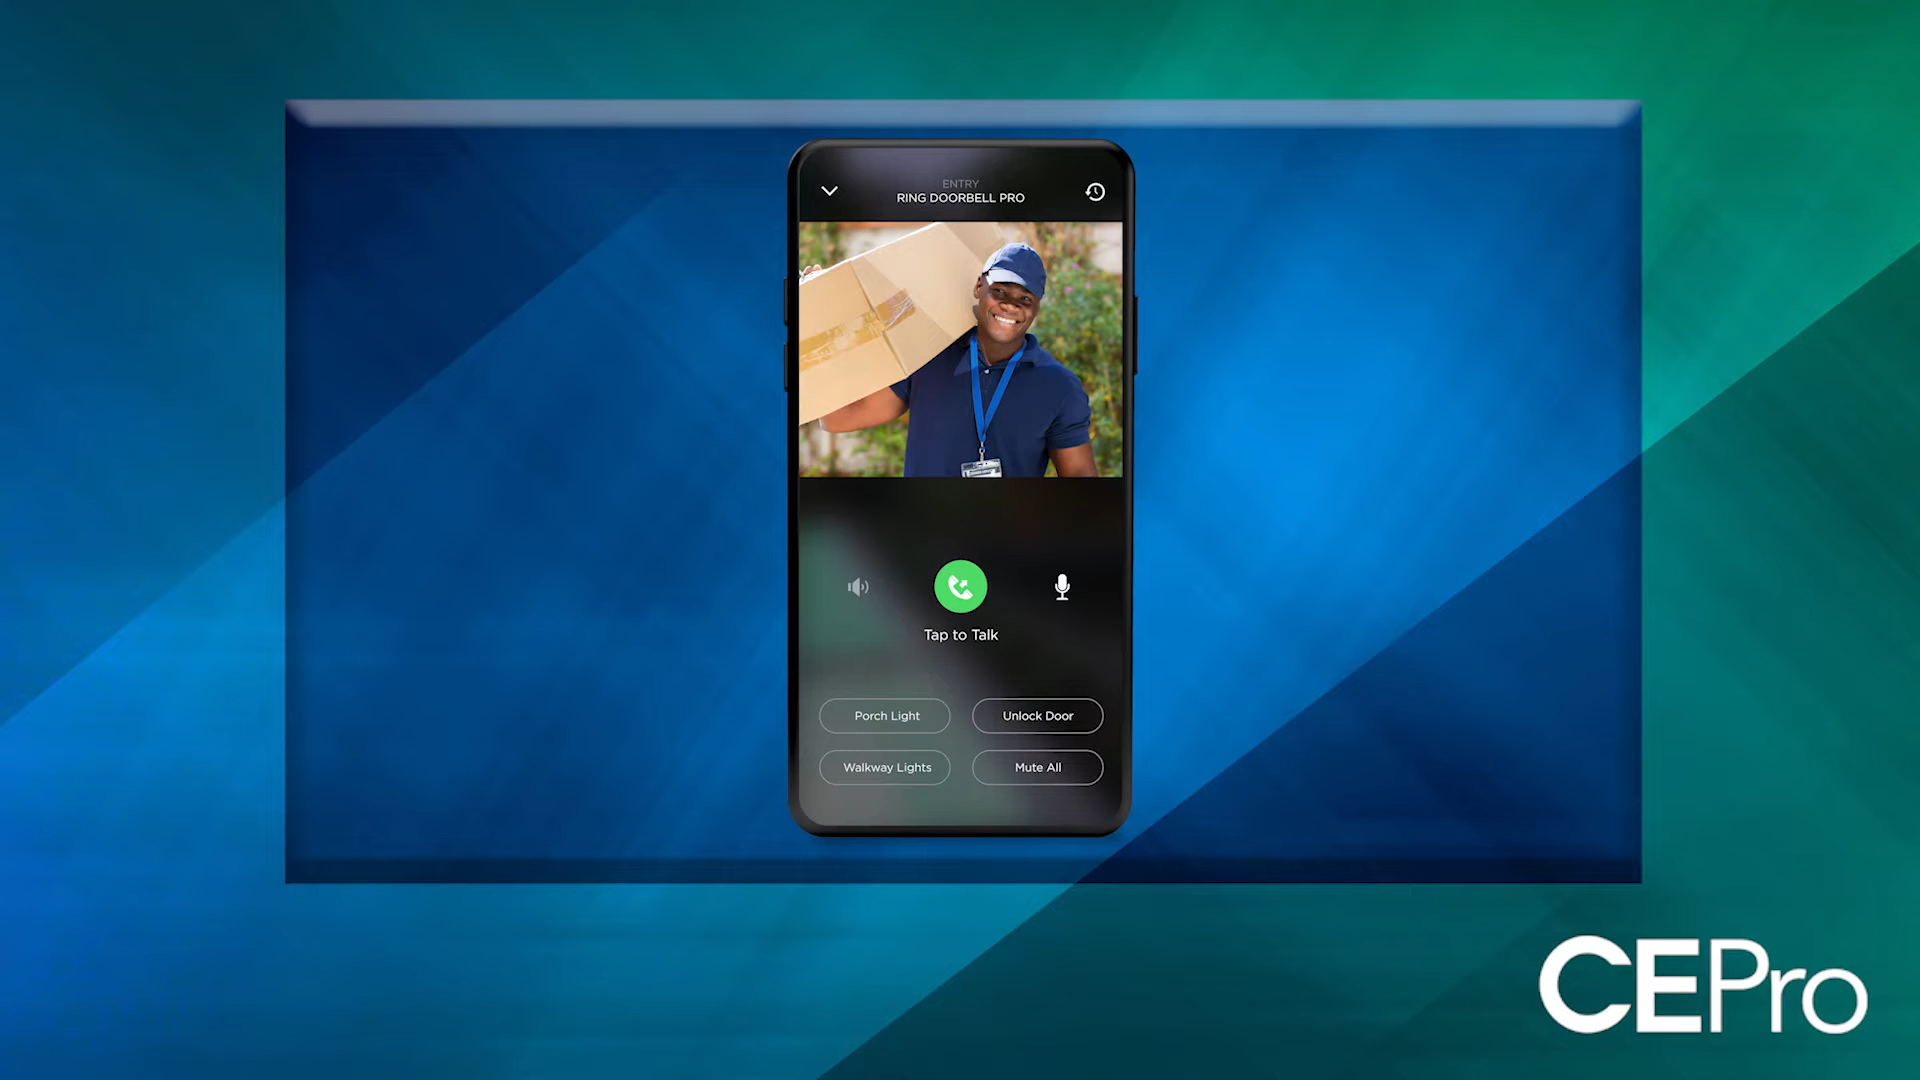 ENTRY
RING DOORBELL PRO
Tap to Talk
Porch Light
Unlock Door
Walkway Lights
Mute All
CEPro